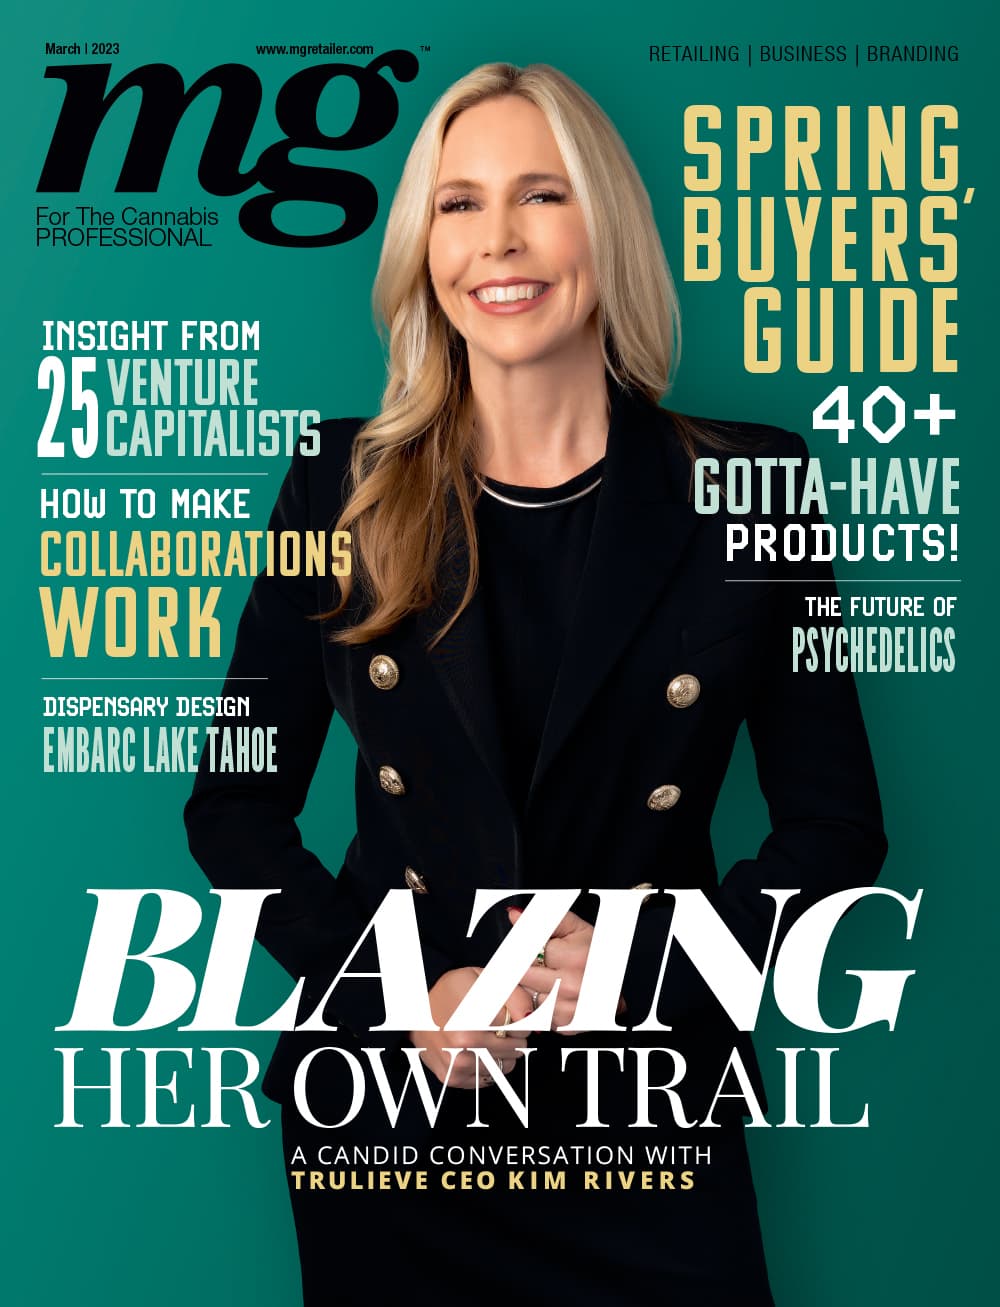 March | 2023
www.mgretailer.com
RETAILING | BUSINESS | BRANDING
mg™
For The Cannabis
PROFESSIONAL
SPRING
BUYERS'
GUIDE
40+
GOTTA-HAVE
PRODUCTS!
THE FUTURE OF
PSYCHEDELICS
INSIGHT FROM
25 VENTURE
CAPITALISTS
HOW TO MAKE
COLLABORATIONS
WORK
DISPENSARY DESIGN
EMBARC LAKE TAHOE
BLAZING
HER OWN TRAIL
A CANDID CONVERSATION WITH
TRULIEVE CEO KIM RIVERS